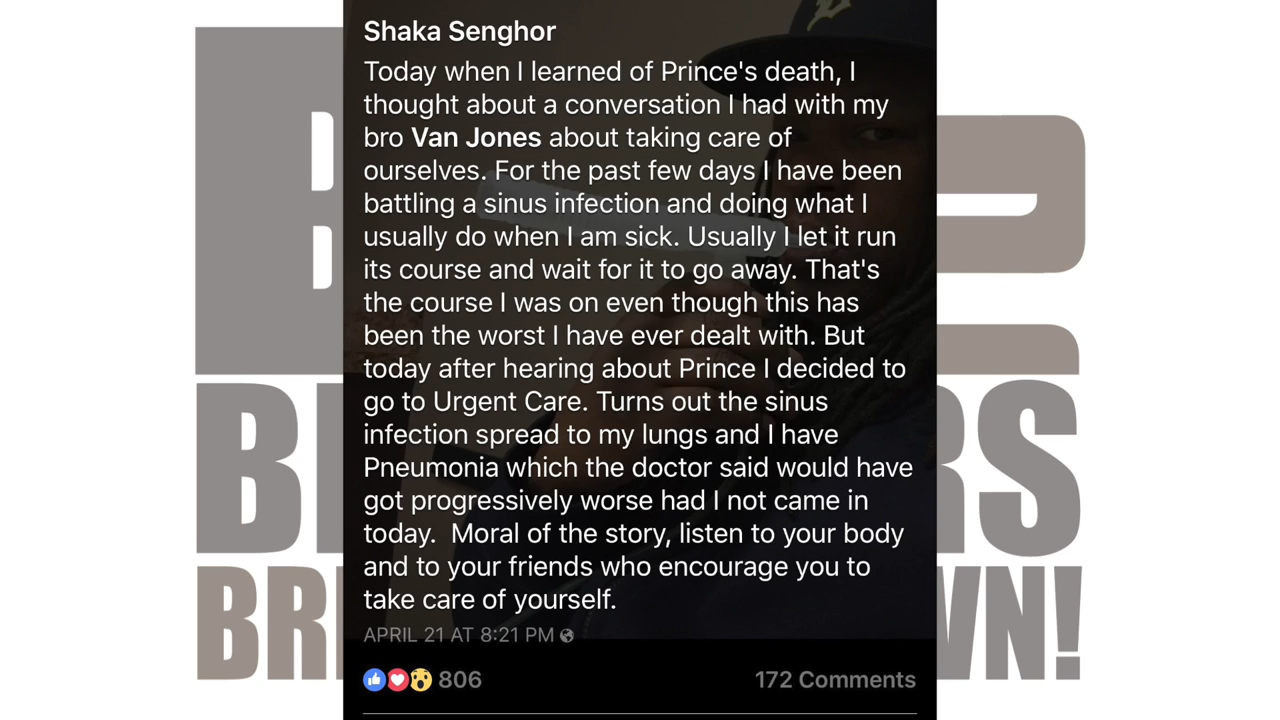 Shaka Senghor
Today when I learned of Prince's death, I
thought about a conversation I had with my
bro Van Jones about taking care of
ourselves. For the past few days I have been
battling a sinus infection and doing what I
usually do when I am sick. Usually I let it run
its course and wait for it to go away. That's
the course I was on even though this has
been the worst I have ever dealt with. But
today after hearing about Prince I decided to
go to Urgent Care. Turns out the sinus
infection spread to my lungs and I have
Pneumonia which the doctor said would have
got progressively worse had I not came in
today.  Moral of the story, listen to your body
and to your friends who encourage you to
take care of yourself.
APRIL 21 AT 8:21 PM
806
172 Comments